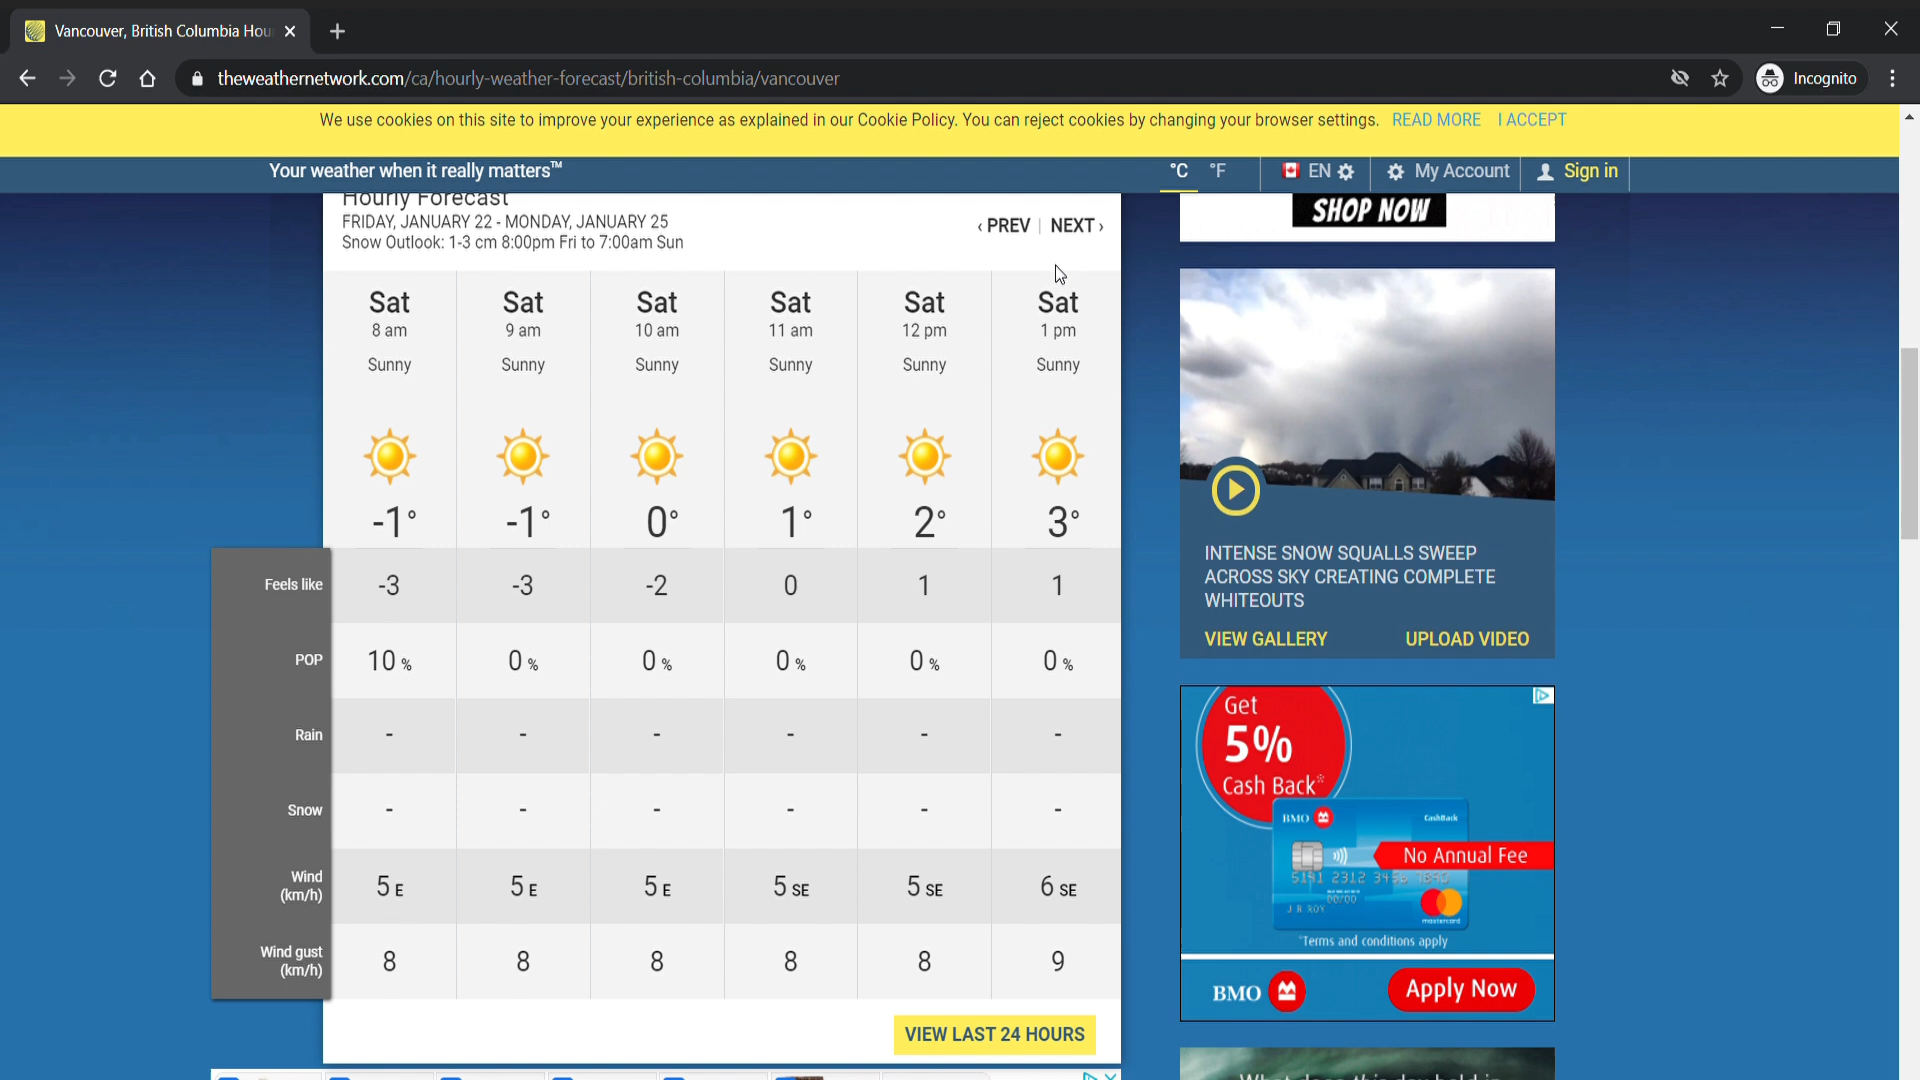 Vancouver, British Columbia Hou
theweathernetwork.com/ca/hourly-weather-forecast/british-columbia/vancouver
Incognito
We use cookies on this site to improve your experience as explained in our Cookie Policy. You can reject cookies by changing your browser settings. READ MORE I ACCEPT
Your weather when it really matters™
°C °F EN My Account Sign in
Hourly Forecast
FRIDAY, JANUARY 22 - MONDAY, JANUARY 25
Snow Outlook: 1-3 cm 8:00pm Fri to 7:00am Sun
‹ PREV | NEXT ›
Sat Sat Sat Sat Sat Sat
8 am 9 am 10 am 11 am 12 pm 1 pm
Sunny Sunny Sunny Sunny Sunny Sunny
-1° -1° 0° 1° 2° 3°
Feels like -3 -3 -2 0 1 1
POP 10 % 0 % 0 % 0 % 0 % 0 %
Rain - - - - - -
Snow - - - - - -
Wind
(km/h) 5 E 5 E 5 E 5 SE 5 SE 6 SE
Wind gust
(km/h) 8 8 8 8 8 9
VIEW LAST 24 HOURS
SHOP NOW
INTENSE SNOW SQUALLS SWEEP
ACROSS SKY CREATING COMPLETE
WHITEOUTS
VIEW GALLERY UPLOAD VIDEO
Get
5%
Cash Back*
BMO CashBack
No Annual Fee
5191 2312 3456 7890
00/00
J R ROY
mastercard
*Terms and conditions apply
BMO Apply Now